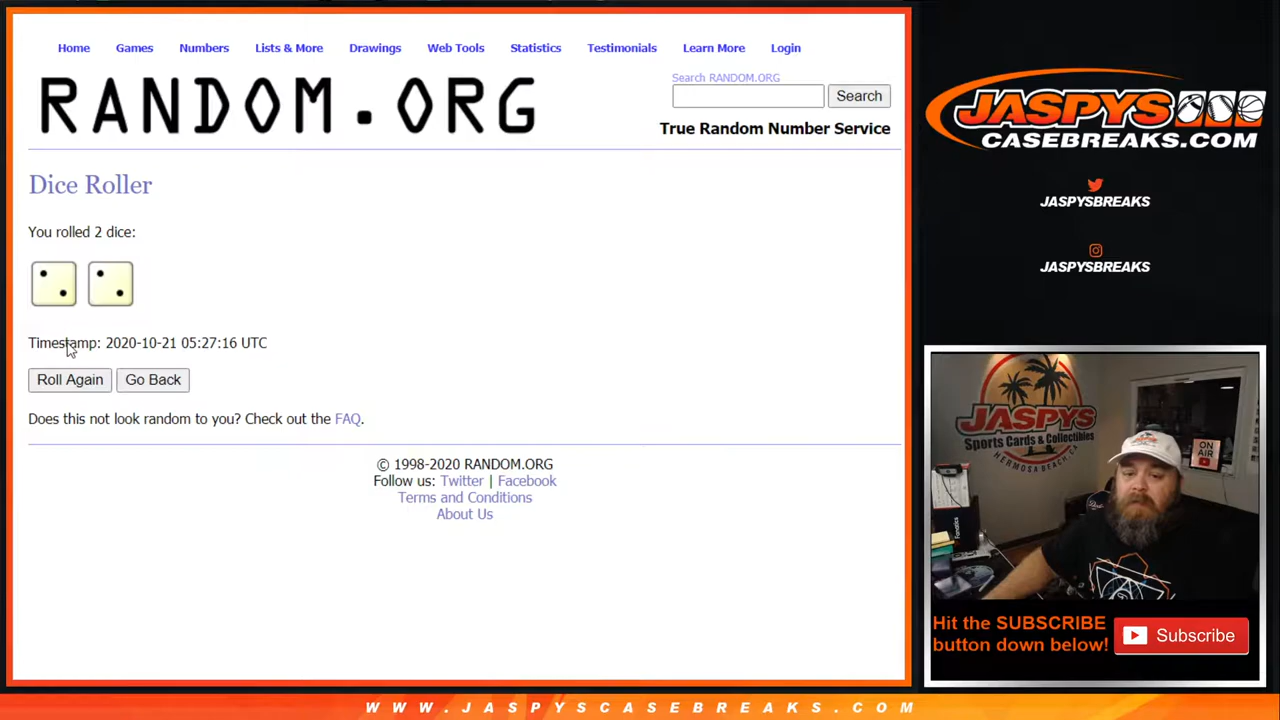 Home Games Numbers Lists & More Drawings Web Tools Statistics Testimonials Learn More Login
RANDOM.ORG
Search RANDOM.ORG
Search
True Random Number Service
Dice Roller
You rolled 2 dice:
Timestamp: 2020-10-21 05:27:16 UTC
Roll Again Go Back
Does this not look random to you? Check out the FAQ.
© 1998-2020 RANDOM.ORG
Follow us: Twitter | Facebook
Terms and Conditions
About Us
JASPYS
CASEBREAKS.COM
JASPYSBREAKS
JASPYSBREAKS
JASPYS
Sports Cards & Collectibles
HERMOSA BEACH, CA
ON
AIR
Fanatics
Hit the SUBSCRIBE
button down below!
Subscribe
WWW.JASPYSCASEBREAKS.COM